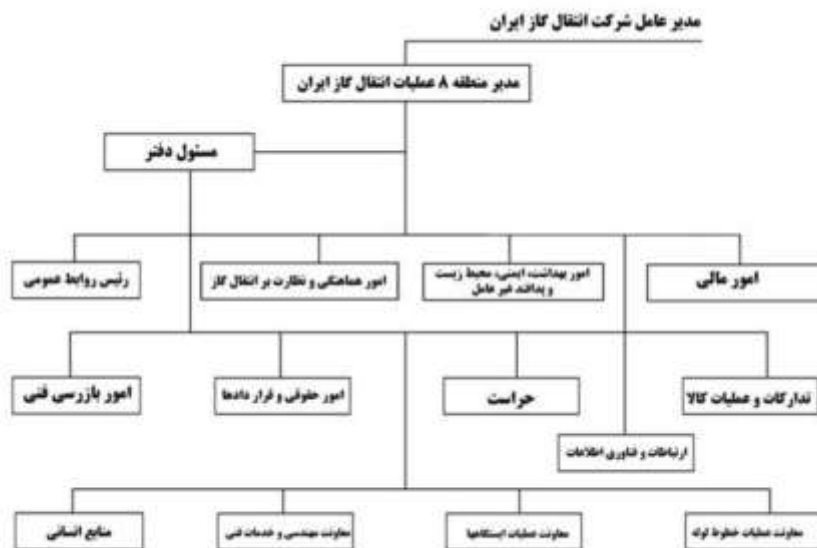 مدیر عامل شرکت انتقال گاز ایران
مدیر منطقه ۸ عملیات انتقال گاز ایران
مسئول دفتر
امور مالی
امور بهداشت، ایمنی، محیط زیست
و پدافند غیر عامل
امور هماهنگی و نظارت بر انتقال گاز
رئیس روابط عمومی
تدارکات و عملیات کالا
حراست
امور حقوقی و قرار دادها
امور بازرسی فنی
ارتباطات و فناوری اطلاعات
معاونت عملیات خطوط لوله
معاونت عملیات ایستگاهها
معاونت مهندسی و خدمات فنی
منابع انسانی